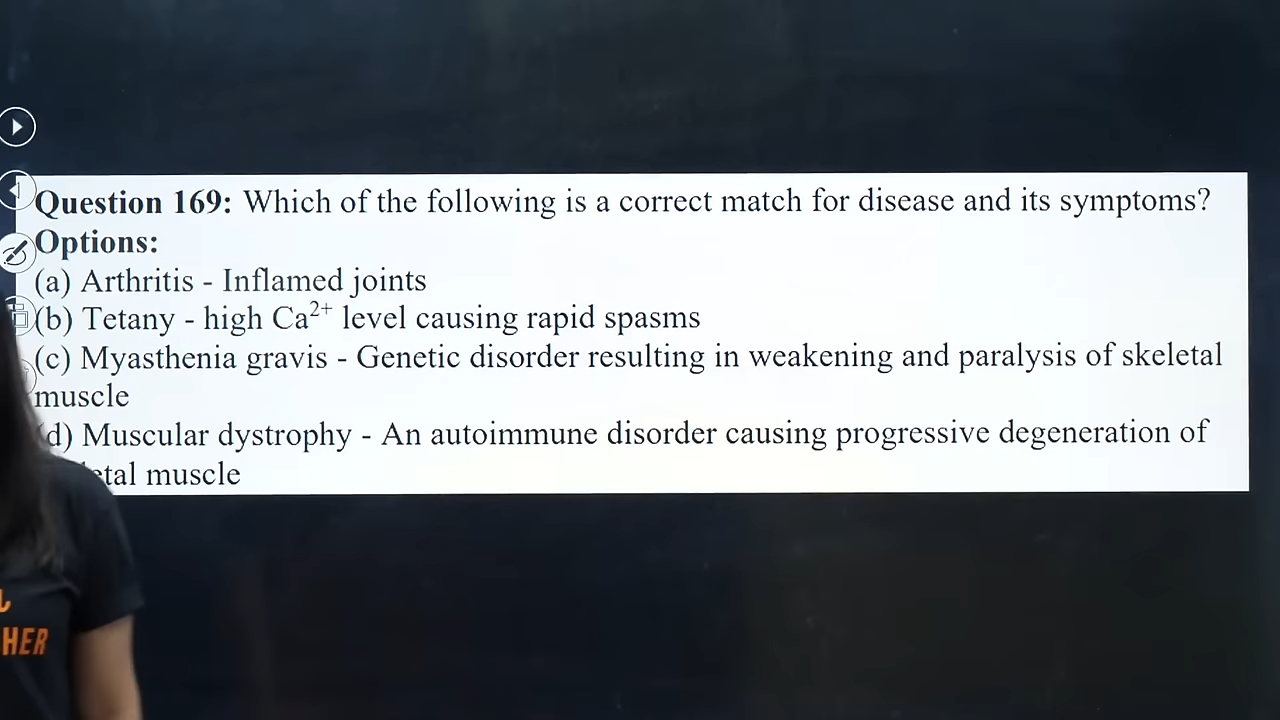 Question 169: Which of the following is a correct match for disease and its symptoms?
Options:
(a) Arthritis - Inflamed joints
(b) Tetany - high Ca²⁺ level causing rapid spasms
(c) Myasthenia gravis - Genetic disorder resulting in weakening and paralysis of skeletal
muscle
d) Muscular dystrophy - An autoimmune disorder causing progressive degeneration of
etal muscle
HER